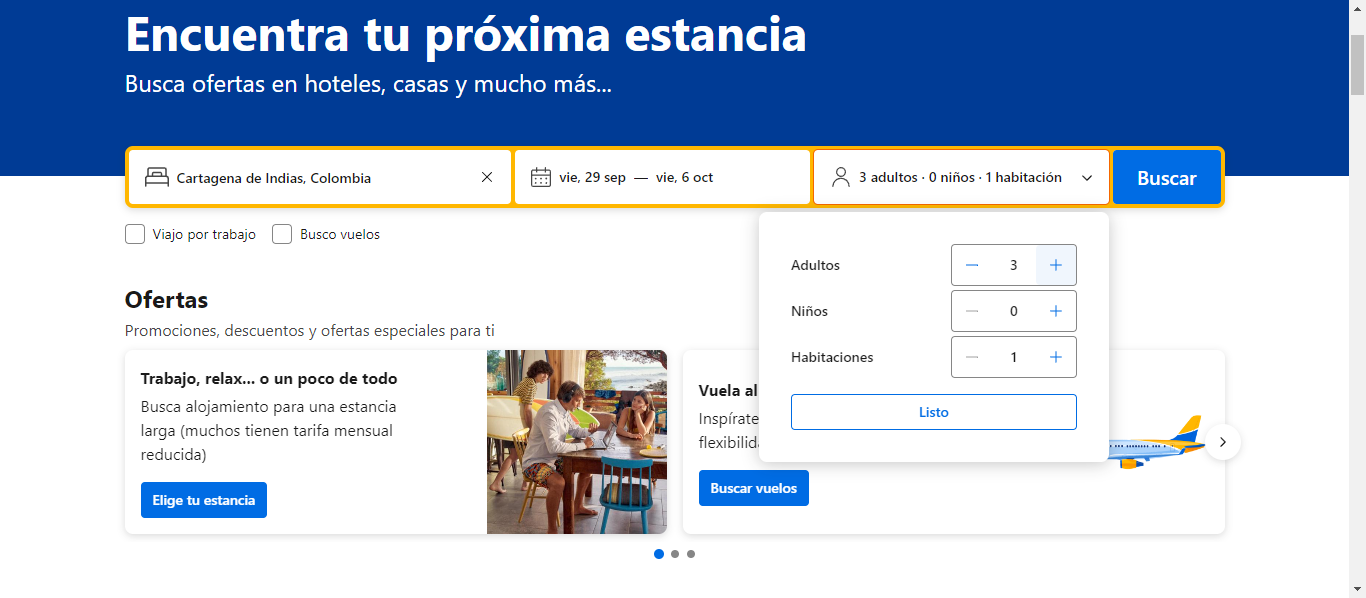 Encuentra tu próxima estancia
Busca ofertas en hoteles, casas y mucho más...
Cartagena de Indias, Colombia
vie, 29 sep — vie, 6 oct
3 adultos · 0 niños · 1 habitación
Buscar
Viajo por trabajo
Busco vuelos
Adultos
3
Niños
0
Habitaciones
1
Listo
Ofertas
Promociones, descuentos y ofertas especiales para ti
Trabajo, relax... o un poco de todo
Busca alojamiento para una estancia
larga (muchos tienen tarifa mensual
reducida)
Elige tu estancia
Vuela al
Inspírate
flexibilid
Buscar vuelos